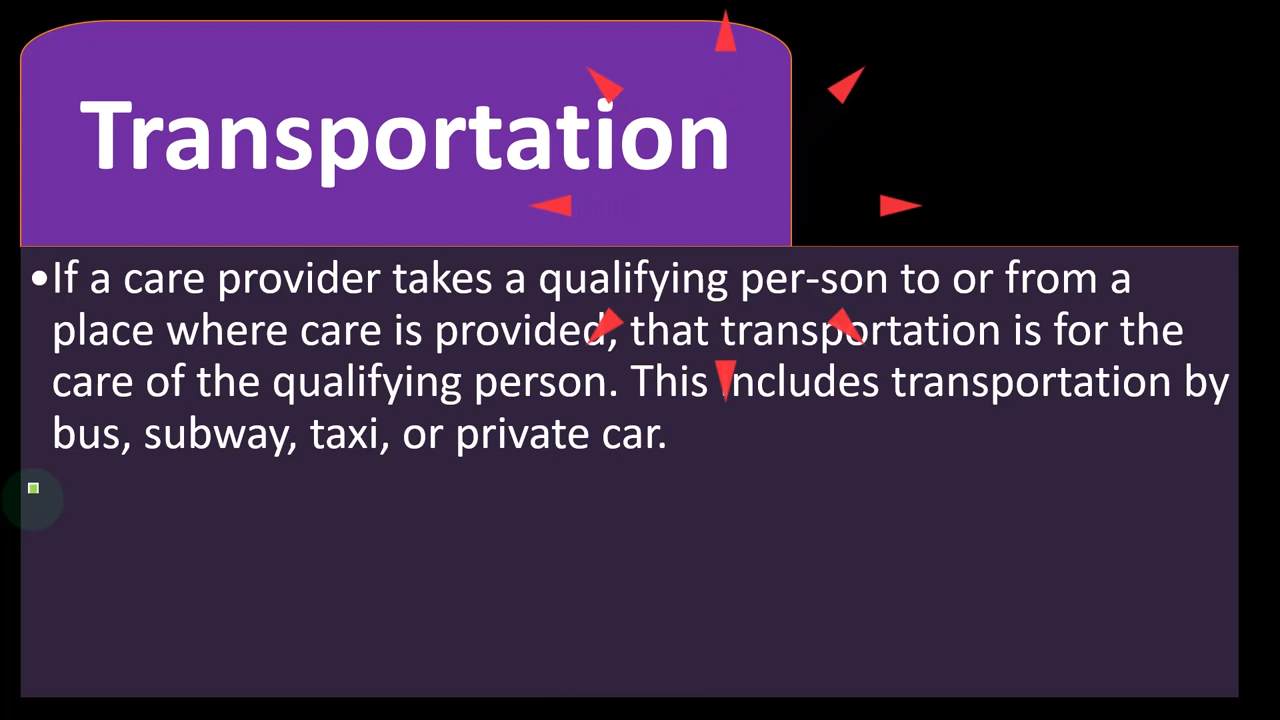 Transportation
•If a care provider takes a qualifying per-son to or from a
place where care is provided, that transportation is for the
care of the qualifying person. This includes transportation by
bus, subway, taxi, or private car.